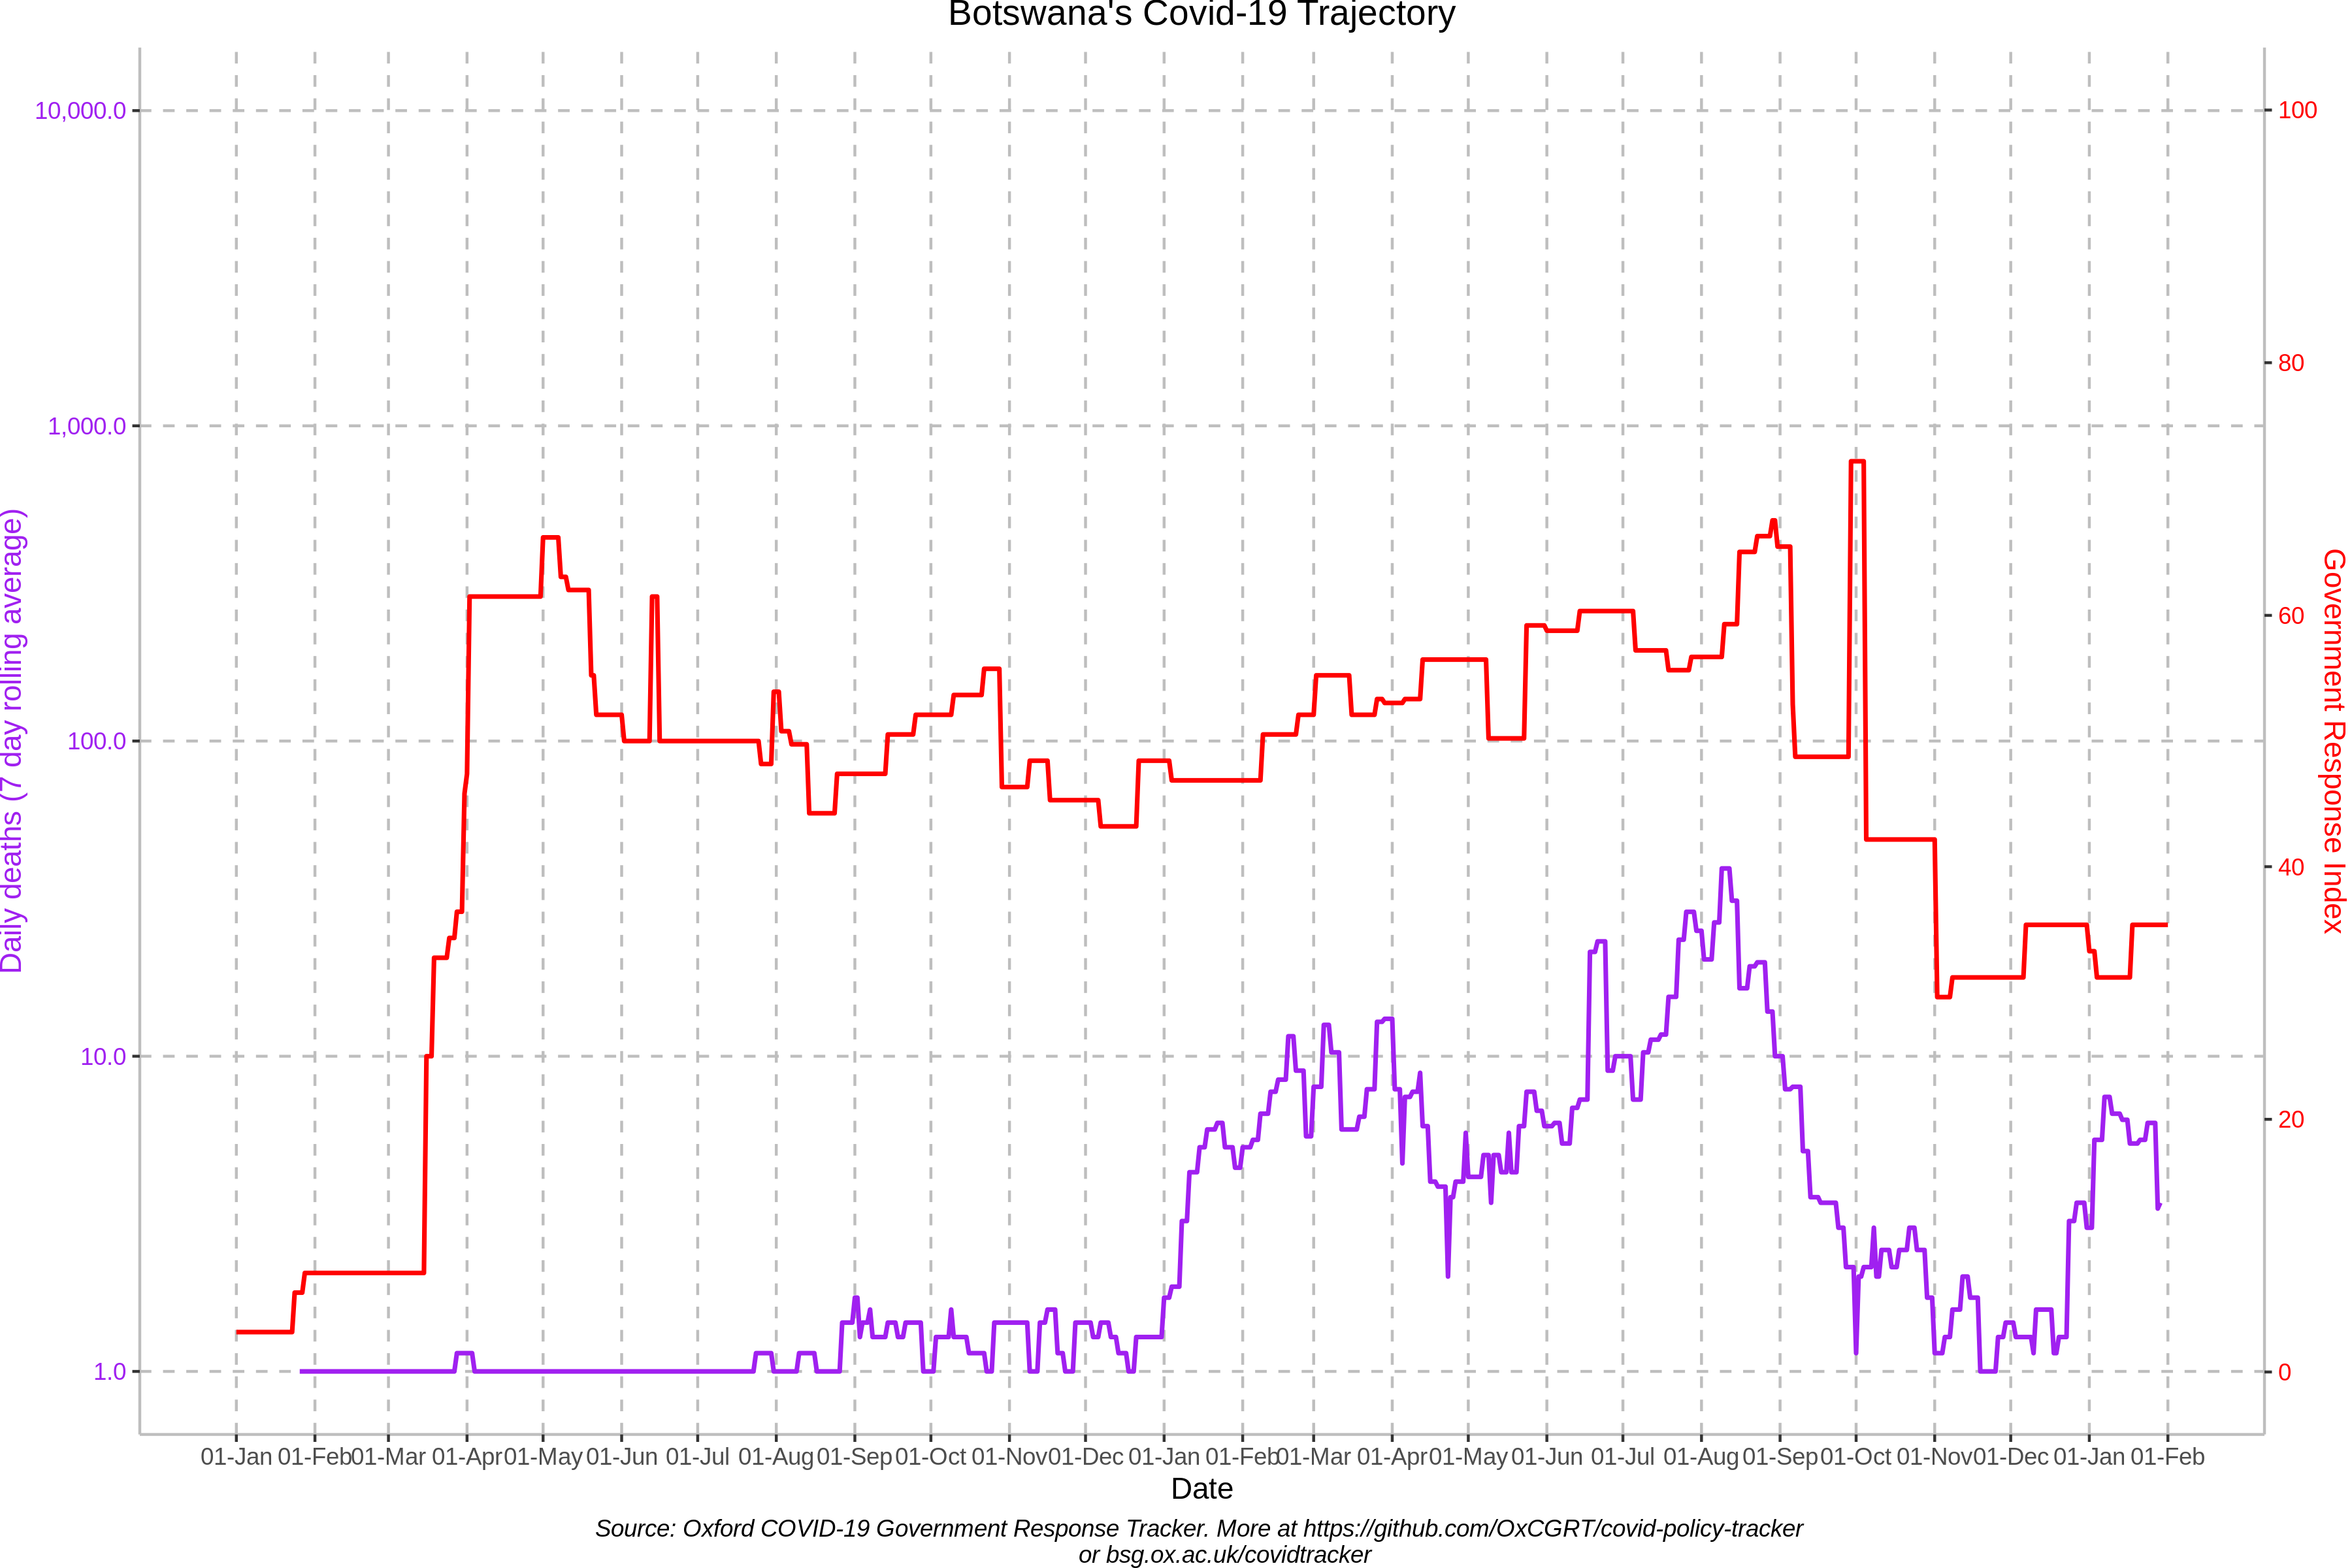 Botswana's Covid-19 Trajectory
10,000.0
1,000.0
100.0
10.0
1.0
Daily deaths (7 day rolling average)
100
80
60
40
20
0
Government Response Index
01-Jan 01-Feb 01-Mar 01-Apr 01-May 01-Jun 01-Jul 01-Aug 01-Sep 01-Oct 01-Nov 01-Dec 01-Jan 01-Feb 01-Mar 01-Apr 01-May 01-Jun 01-Jul 01-Aug 01-Sep 01-Oct 01-Nov 01-Dec 01-Jan 01-Feb
Date
Source: Oxford COVID-19 Government Response Tracker. More at https://github.com/OxCGRT/covid-policy-tracker
or bsg.ox.ac.uk/covidtracker